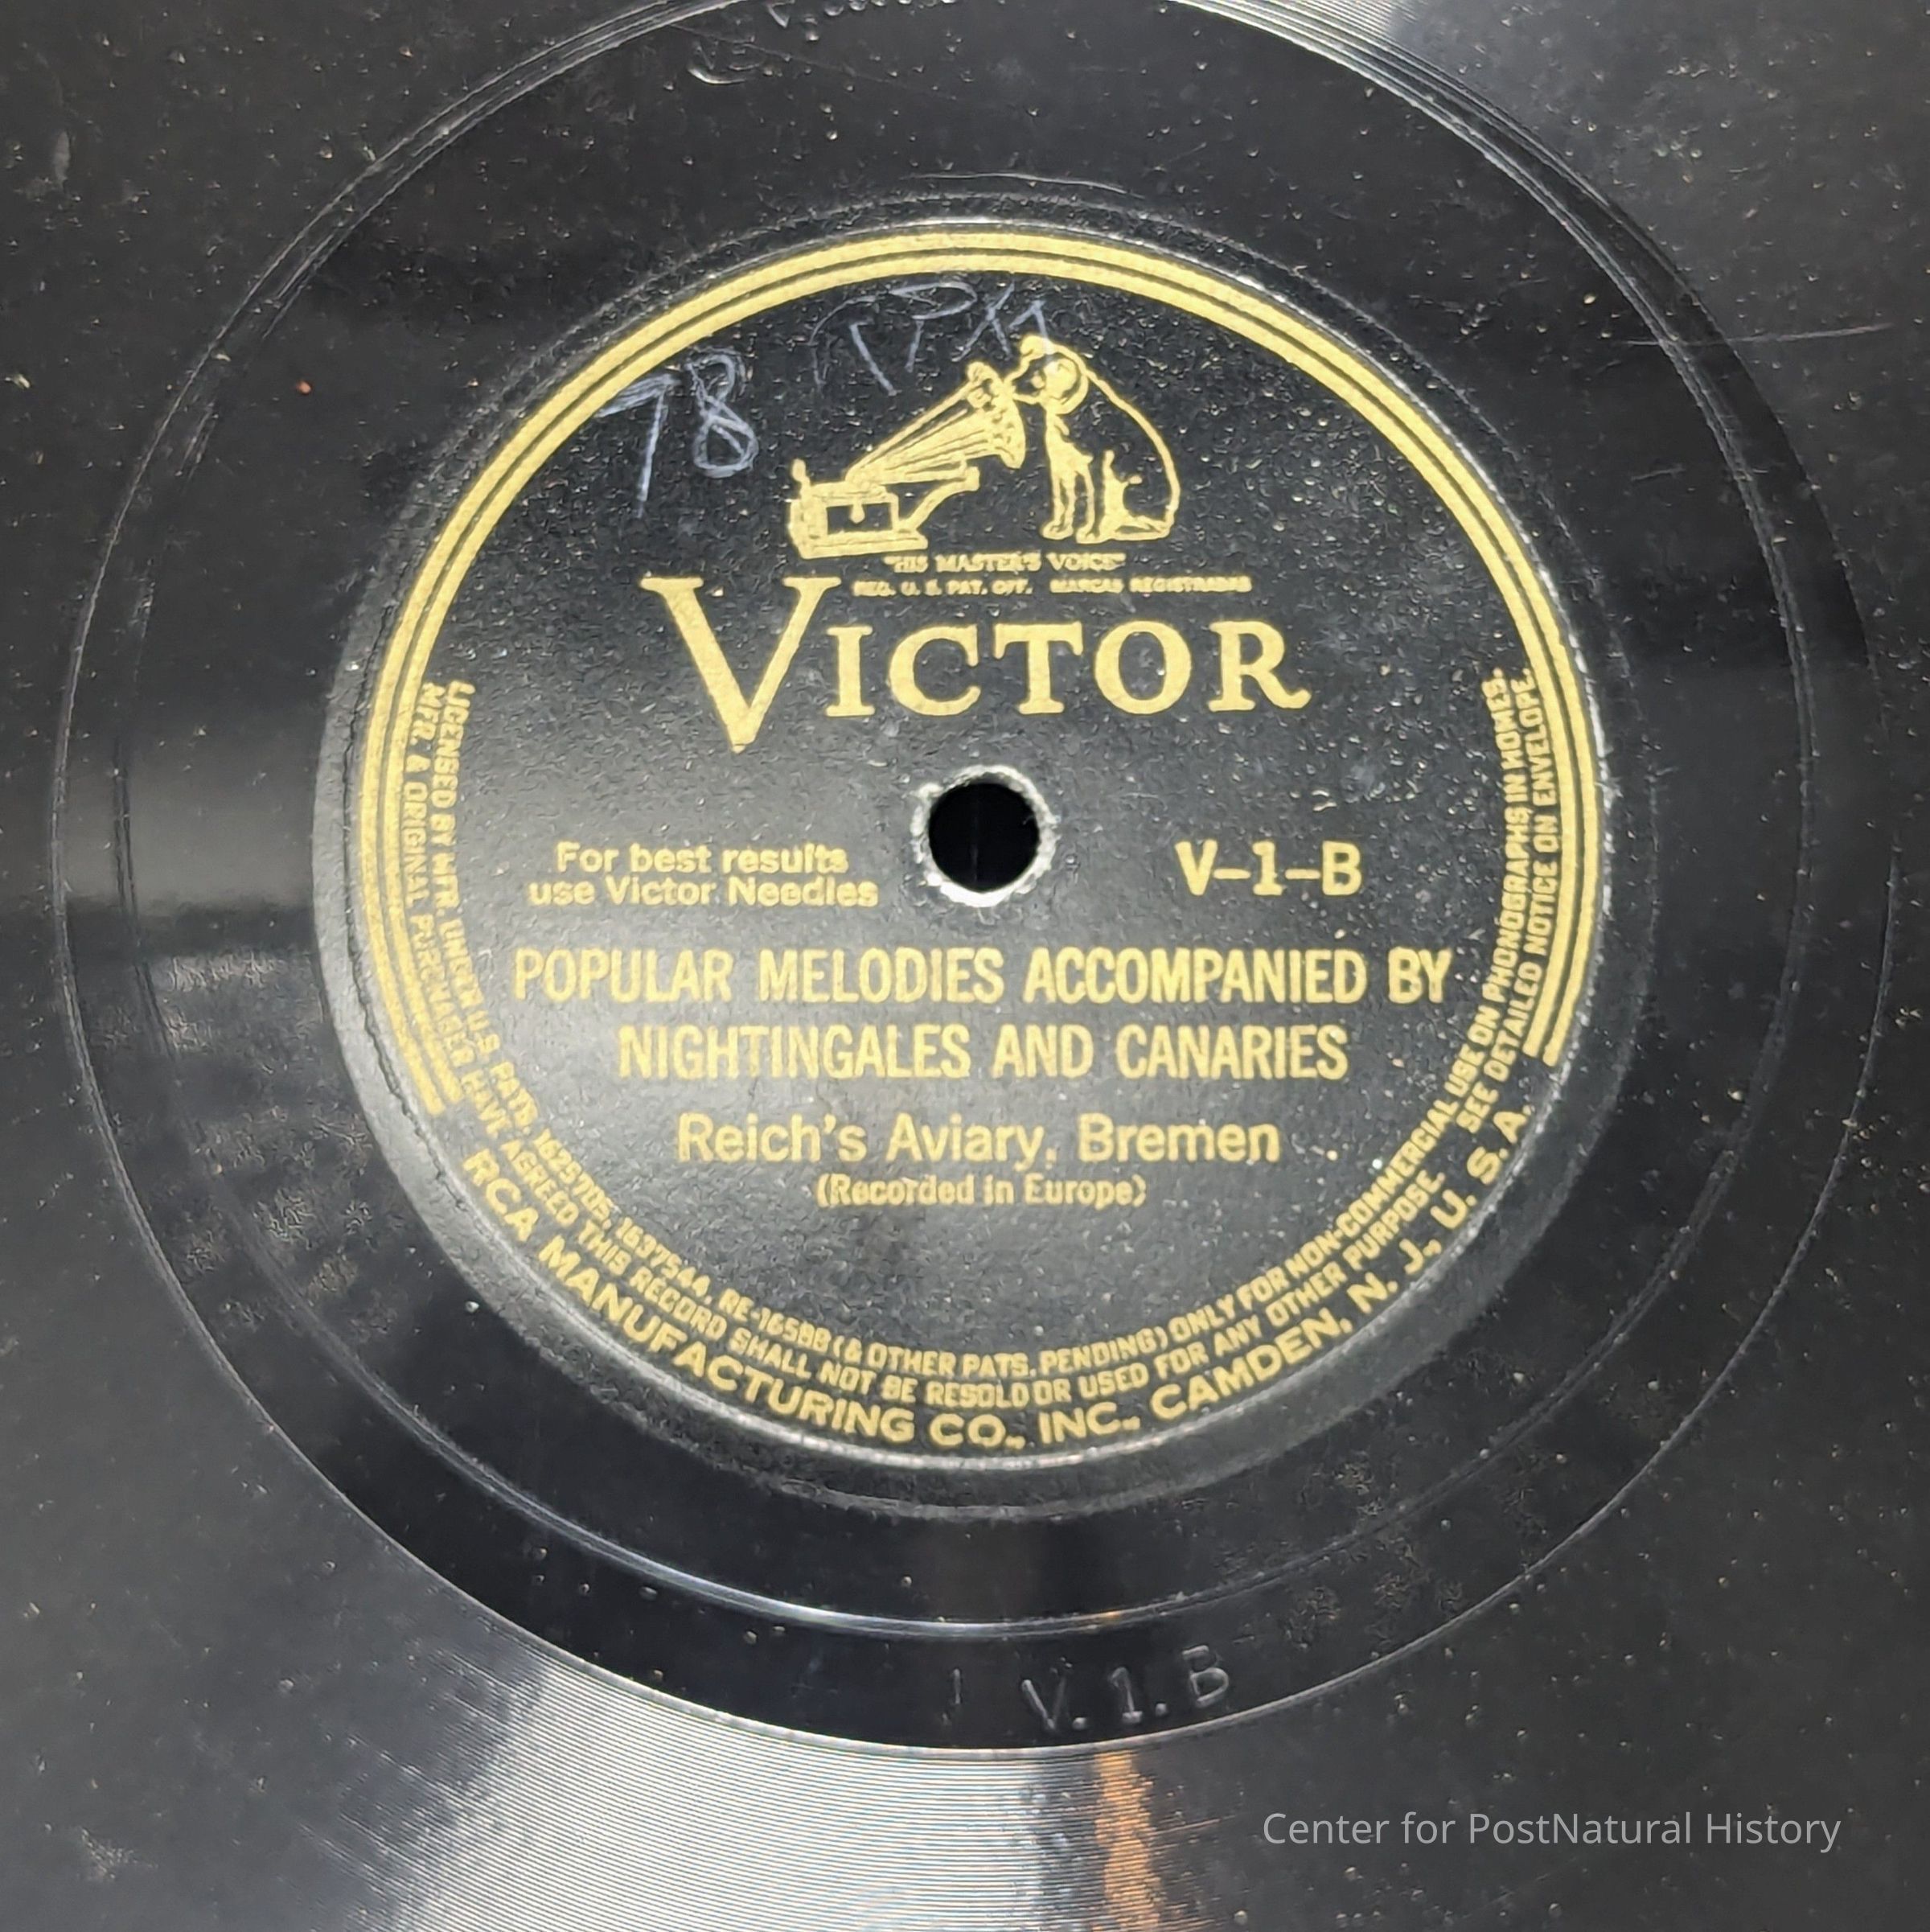 78 RPM
"HIS MASTER'S VOICE"
REG. U. S. PAT. OFF. MARCAS REGISTRADAS
VICTOR
For best results
use Victor Needles
V-1-B
POPULAR MELODIES ACCOMPANIED BY
NIGHTINGALES AND CANARIES
Reich's Aviary, Bremen
(Recorded in Europe)
LICENSED BY MFR. UNDER U.S. PATS. 1625705, 1637544, RE-16588 (& OTHER PATS. PENDING) ONLY FOR NON-COMMERCIAL USE ON PHONOGRAPHS IN HOMES.
MFR. & ORIGINAL PURCHASER HAVE AGREED THIS RECORD SHALL NOT BE RESOLD OR USED FOR ANY OTHER PURPOSE. SEE DETAILED NOTICE ON ENVELOPE.
RCA MANUFACTURING CO., INC., CAMDEN, N. J., U. S. A.
V.1.B
Center for PostNatural History